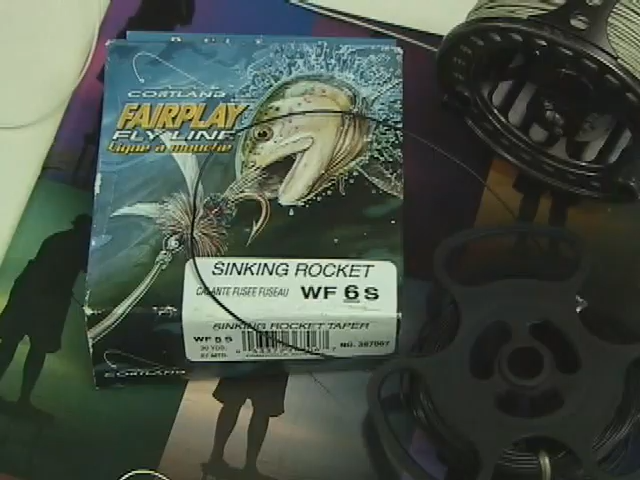 CORTLAND
FAIRPLAY
FLY LINE
Ligne à mouche
SINKING ROCKET
CALANTE FUSEE FUSEAU WF 6 S
SINKING ROCKET TAPER
WF 6 S
30 YDS.
27 MTR.
NO. 387067
CORTLAND